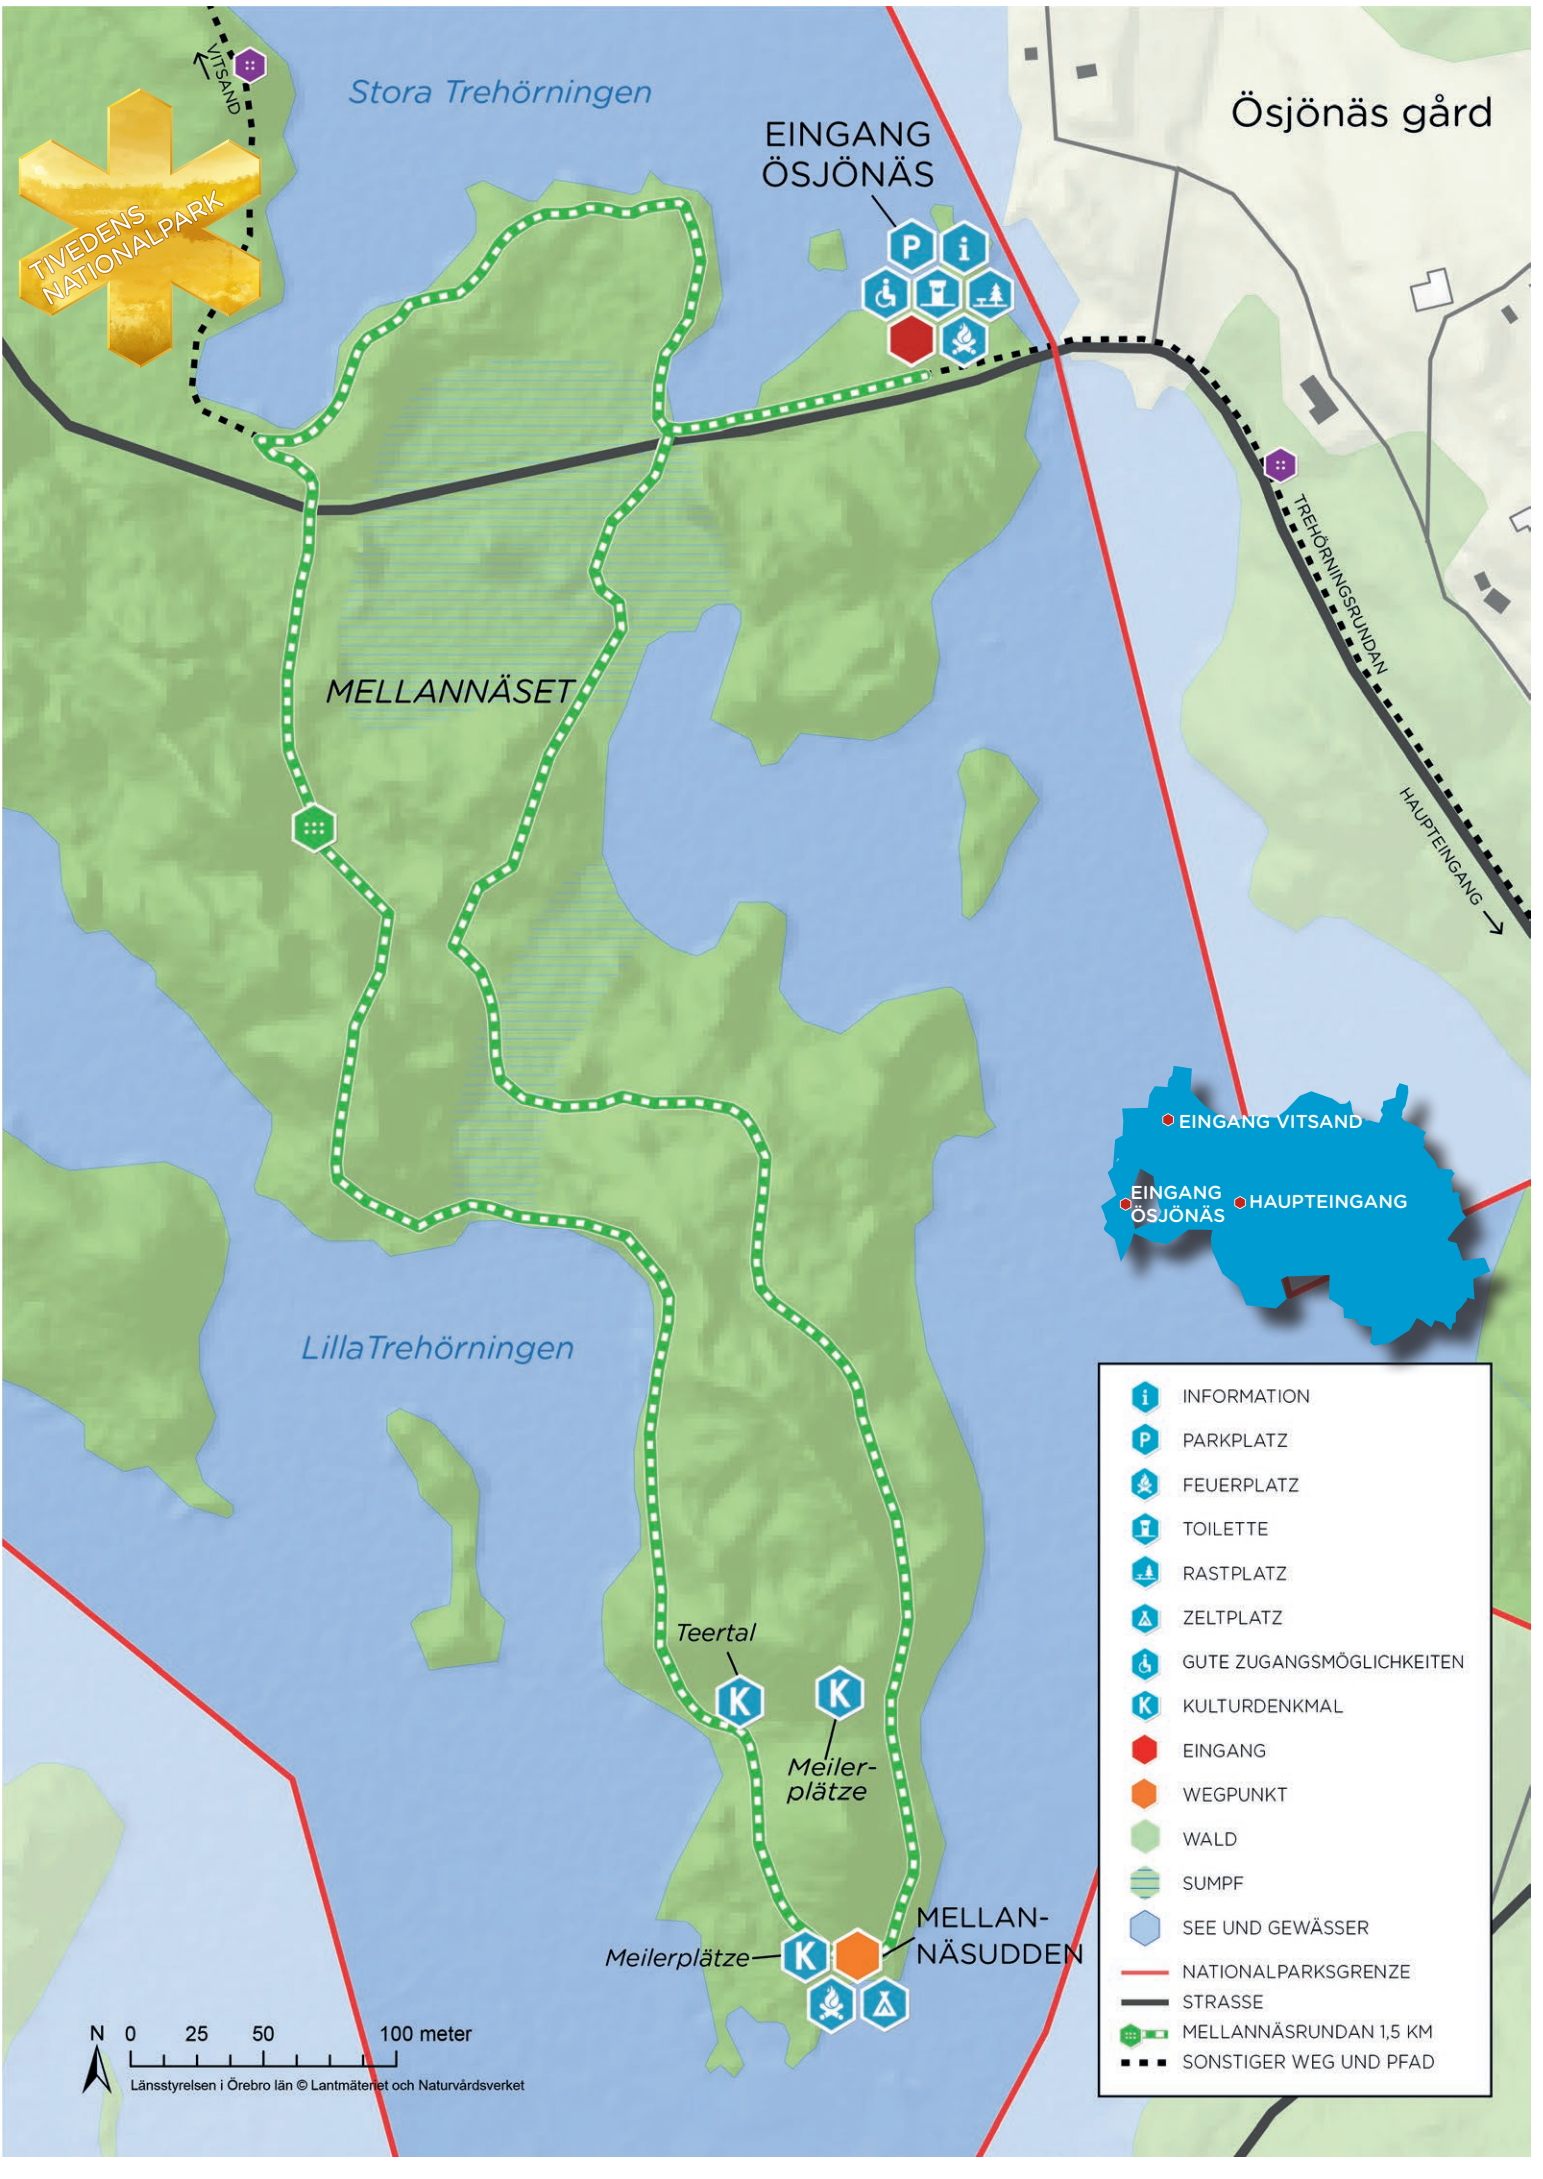 VITSAND
Stora Trehörningen
EINGANG
ÖSJÖNÄS
Ösjönäs gård
P
i
TIVEDENS
NATIONALPARK
TREHÖRNINGSRUNDAN
MELLANNÄSET
HAUPTEINGANG
EINGANG VITSAND
EINGANG
ÖSJÖNÄS
HAUPTEINGANG
LillaTrehörningen
Teertal
K
K
Meiler-
plätze
MELLAN-
NÄSUDDEN
Meilerplätze
K
i INFORMATION
P PARKPLATZ
FEUERPLATZ
TOILETTE
RASTPLATZ
ZELTPLATZ
GUTE ZUGANGSMÖGLICHKEITEN
K KULTURDENKMAL
EINGANG
WEGPUNKT
WALD
SUMPF
SEE UND GEWÄSSER
NATIONALPARKSGRENZE
STRASSE
MELLANNÄSRUNDAN 1,5 KM
SONSTIGER WEG UND PFAD
N 0 25 50 100 meter
Länsstyrelsen i Örebro län © Lantmäteriet och Naturvårdsverket